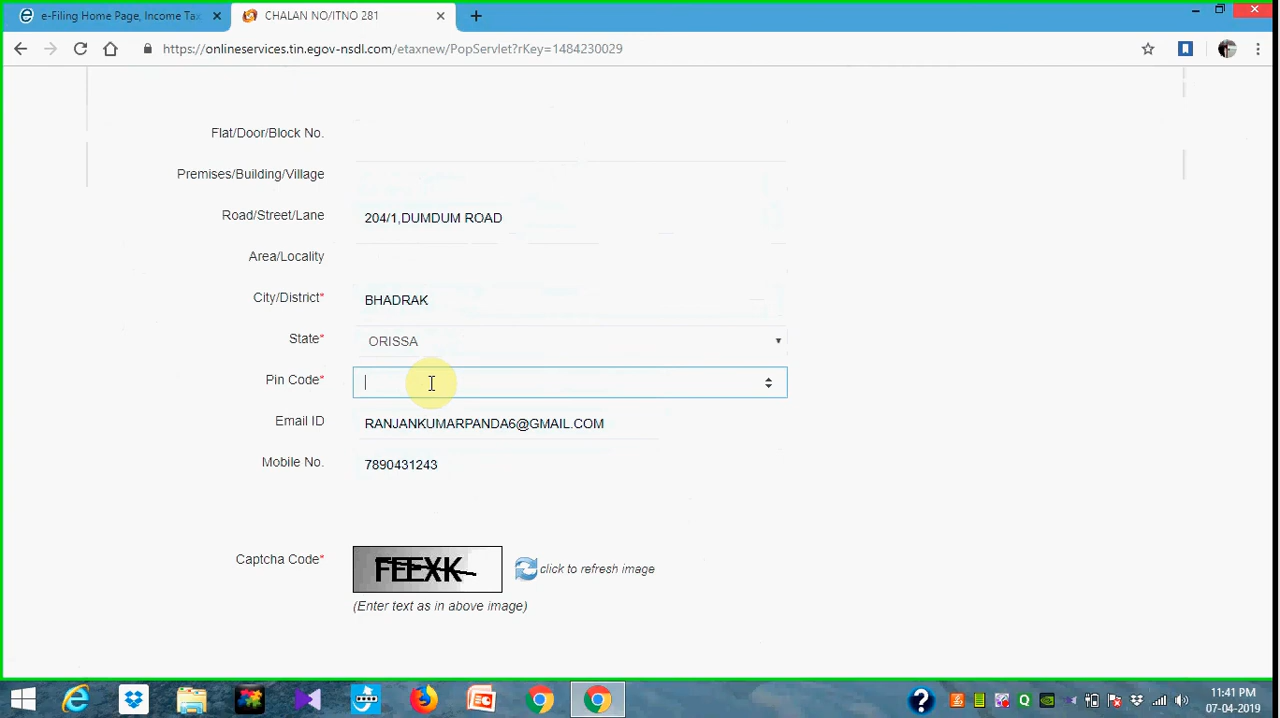 e-Filing Home Page, Income Tax
CHALAN NO/ITNO 281
https://onlineservices.tin.egov-nsdl.com/etaxnew/PopServlet?rKey=1484230029
Flat/Door/Block No.
Premises/Building/Village
Road/Street/Lane 204/1,DUMDUM ROAD
Area/Locality
City/District* BHADRAK
State* ORISSA
Pin Code*
Email ID RANJANKUMARPANDA6@GMAIL.COM
Mobile No. 7890431243
Captcha Code* FEEXK click to refresh image
(Enter text as in above image)
11:41 PM
07-04-2019